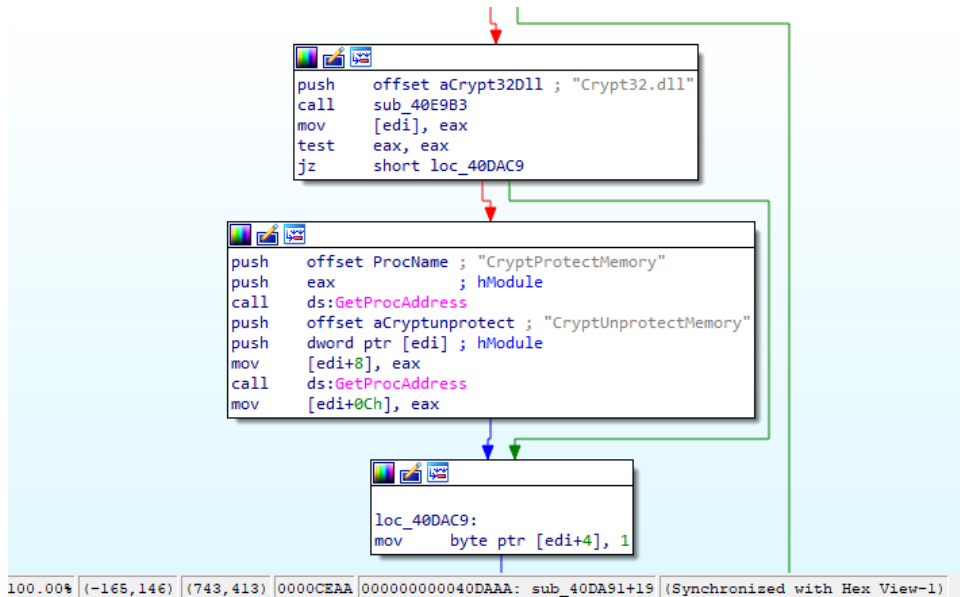 push    offset aCrypt32Dll ; "Crypt32.dll"
call    sub_40E9B3
mov     [edi], eax
test    eax, eax
jz      short loc_40DAC9
push    offset ProcName ; "CryptProtectMemory"
push    eax             ; hModule
call    ds:GetProcAddress
push    offset aCryptunprotect ; "CryptUnprotectMemory"
push    dword ptr [edi] ; hModule
mov     [edi+8], eax
call    ds:GetProcAddress
mov     [edi+0Ch], eax
loc_40DAC9:
mov     byte ptr [edi+4], 1
100.00% (-165,146) (743,413) 0000CEAA 000000000040DAAA: sub_40DA91+19 (Synchronized with Hex View-1)